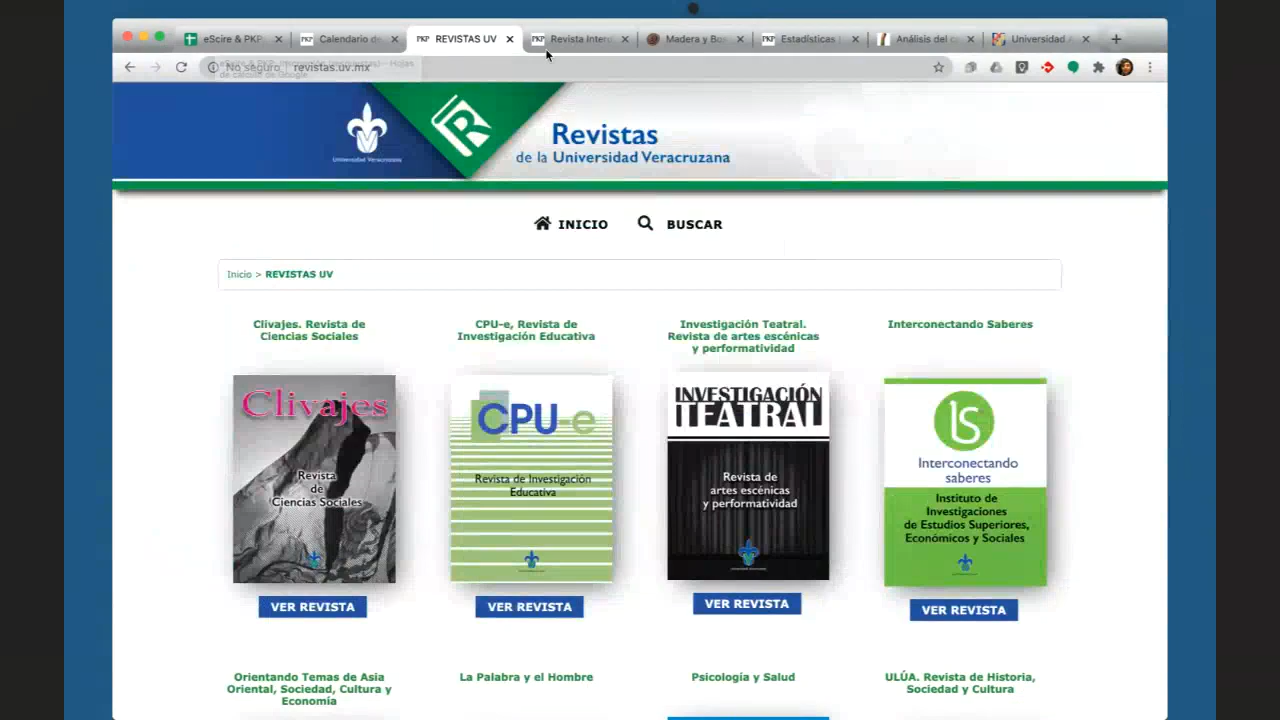 eScire & PKP
PKP Calendario de
PKP REVISTAS UV
PKP Revista Inter
Madera y Bo
PKP Estadísticas
Análisis del c
Universidad
No seguro revistas.uv.mx
Universidad Veracruzana
R
Revistas
de la Universidad Veracruzana
INICIO BUSCAR
Inicio > REVISTAS UV
Clivajes. Revista de
Ciencias Sociales
CPU-e, Revista de
Investigación Educativa
Investigación Teatral.
Revista de artes escénicas
y performatividad
Interconectando Saberes
Clivajes
Revista
de
Ciencias Sociales
CPU-e
Revista de Investigación
Educativa
INVESTIGACIÓN
TEATRAL
Revista de
artes escénicas
y performatividad
IS
Interconectando
saberes
Instituto de
Investigaciones
de Estudios Superiores,
Económicos y Sociales
VER REVISTA
VER REVISTA
VER REVISTA
VER REVISTA
Orientando Temas de Asia
Oriental, Sociedad, Cultura y
Economía
La Palabra y el Hombre
Psicología y Salud
ULÚA. Revista de Historia,
Sociedad y Cultura